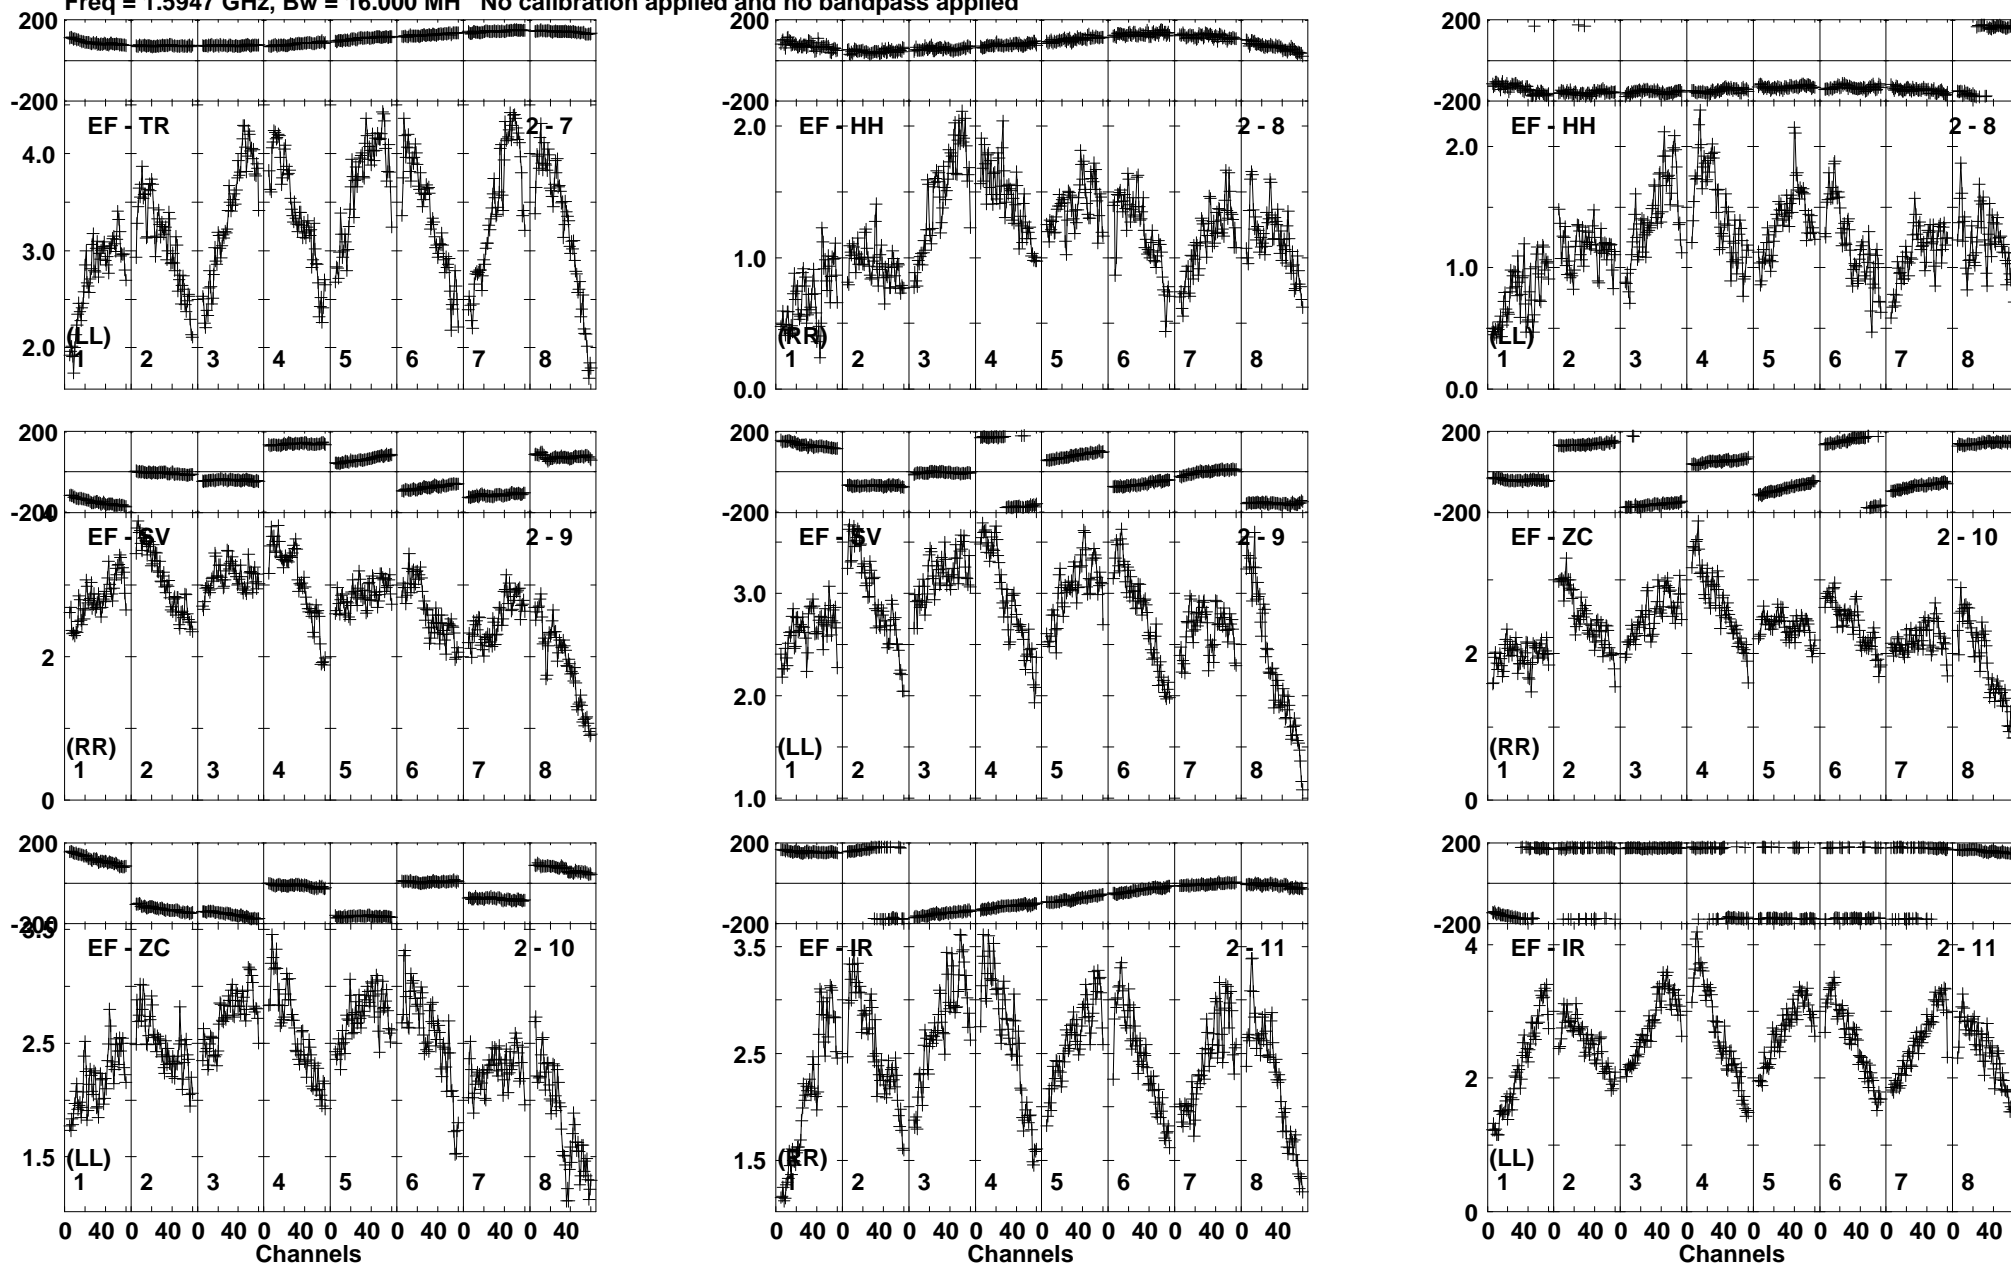 Freq = 1.5947 GHz, Bw = 16.000 MH No calibration applied and no bandpass applied
200
-200
EF - TR 2 - 7
4.0
3.0
2.0
(LL)
1 2 3 4 5 6 7 8
200
-200
EF - HH 2 - 8
2.0
1.0
0.0
(RR)
1 2 3 4 5 6 7 8
200
-200
EF - HH 2 - 8
2.0
1.0
0.0
(LL)
1 2 3 4 5 6 7 8
200
-200
4
EF - SV 2 - 9
2
0
(RR)
1 2 3 4 5 6 7 8
200
-200
EF - SV 2 - 9
3.0
2.0
1.0
(LL)
1 2 3 4 5 6 7 8
200
-200
EF - ZC 2 - 10
2
0
(RR)
1 2 3 4 5 6 7 8
200
-200
3.5
EF - ZC 2 - 10
2.5
1.5
(LL)
1 2 3 4 5 6 7 8
0 40 0 40 0 40 0 40 0 40 0 40 0 40 0 40
Channels
200
-200
EF - IR 2 - 11
3.5
2.5
1.5
(RR)
1 2 3 4 5 6 7 8
0 40 0 40 0 40 0 40 0 40 0 40 0 40 0 40
Channels
200
-200
EF - IR 2 - 11
4
2
0
(LL)
1 2 3 4 5 6 7 8
0 40 0 40 0 40 0 40 0 40 0 40 0 40 0 40
Channels